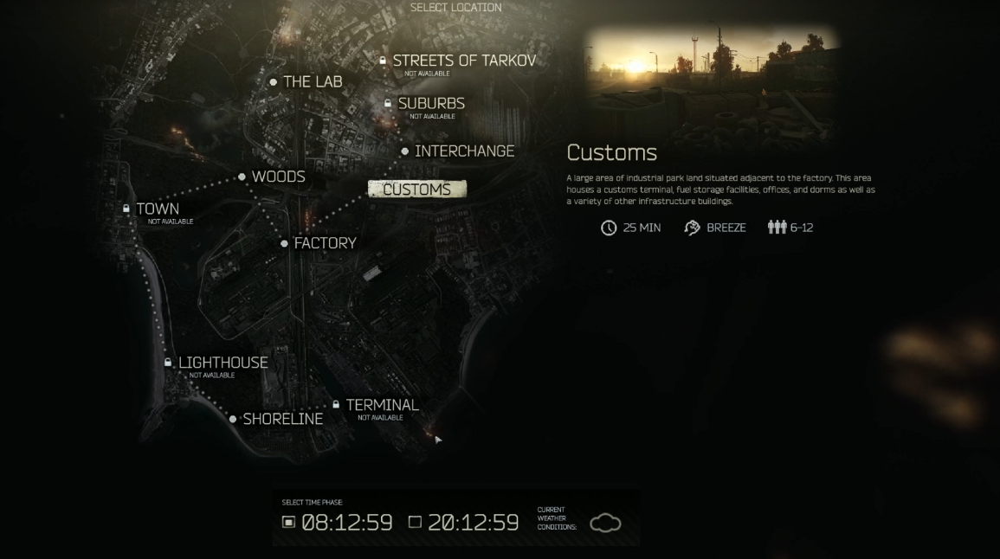 SELECT LOCATION
STREETS OF TARKOV
NOT AVAILABLE
THE LAB
SUBURBS
NOT AVAILABLE
INTERCHANGE
WOODS
CUSTOMS
TOWN
NOT AVAILABLE
FACTORY
LIGHTHOUSE
NOT AVAILABLE
TERMINAL
NOT AVAILABLE
SHORELINE
Customs
A large area of industrial park land situated adjacent to the factory. This area
houses a customs terminal, fuel storage facilities, offices, and dorms as well as
a variety of other infrastructure buildings.
25 MIN
BREEZE
6-12
SELECT TIME PHASE:
08:12:59
20:12:59
CURRENT
WEATHER
CONDITIONS: